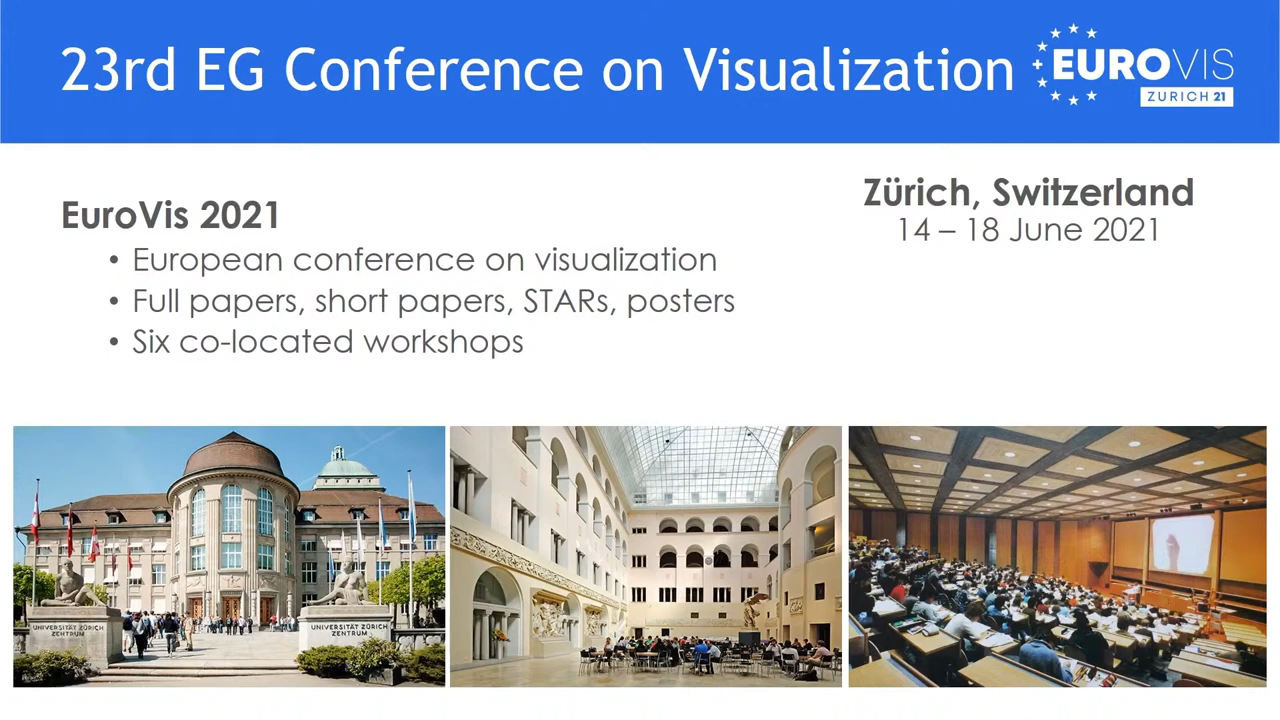 23rd EG Conference on Visualization
EUROVIS
ZURICH 21
EuroVis 2021
• European conference on visualization
• Full papers, short papers, STARs, posters
• Six co-located workshops
Zürich, Switzerland
14 – 18 June 2021
UNIVERSITÄT ZÜRICH
ZENTRUM
UNIVERSITÄT ZÜRICH
ZENTRUM